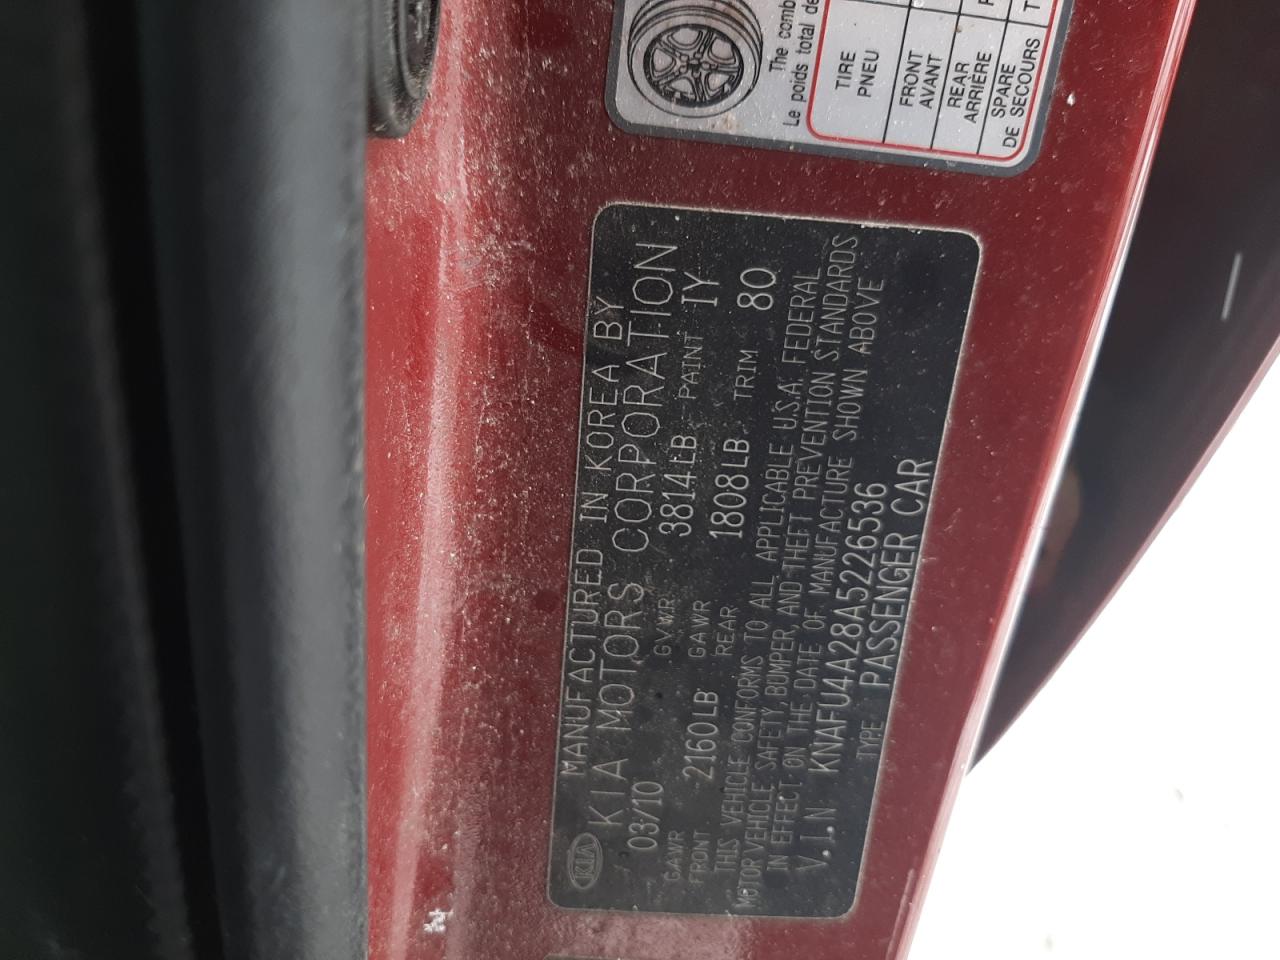 KIA
MANUFACTURED IN KOREA BY
KIA MOTORS CORPORATION
03/10 GVWR 3814LB PAINT IY
GAWR FRONT 2160LB GAWR REAR 1808LB TRIM 80
THIS VEHICLE CONFORMS TO ALL APPLICABLE U.S.A. FEDERAL
MOTOR VEHICLE SAFETY, BUMPER, AND THEFT PREVENTION STANDARDS
IN EFFECT ON THE DATE OF MANUFACTURE SHOWN ABOVE
V.I.N KNAFU4A28A5226536
TYPE PASSENGER CAR
The comb
Le poids total de
TIRE
PNEU
FRONT
AVANT
REAR
ARRIÈRE
SPARE
DE SECOURS